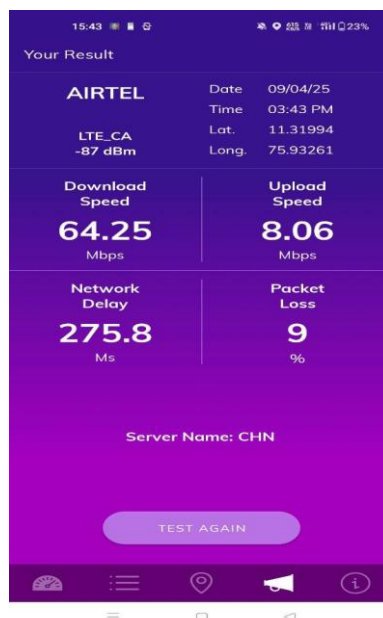 15:43
23%
Your Result
AIRTEL
LTE_CA
-87 dBm
Date 09/04/25
Time 03:43 PM
Lat. 11.31994
Long. 75.93261
Download
Speed
64.25
Mbps
Upload
Speed
8.06
Mbps
Network
Delay
275.8
Ms
Packet
Loss
9
%
Server Name: CHN
TEST AGAIN